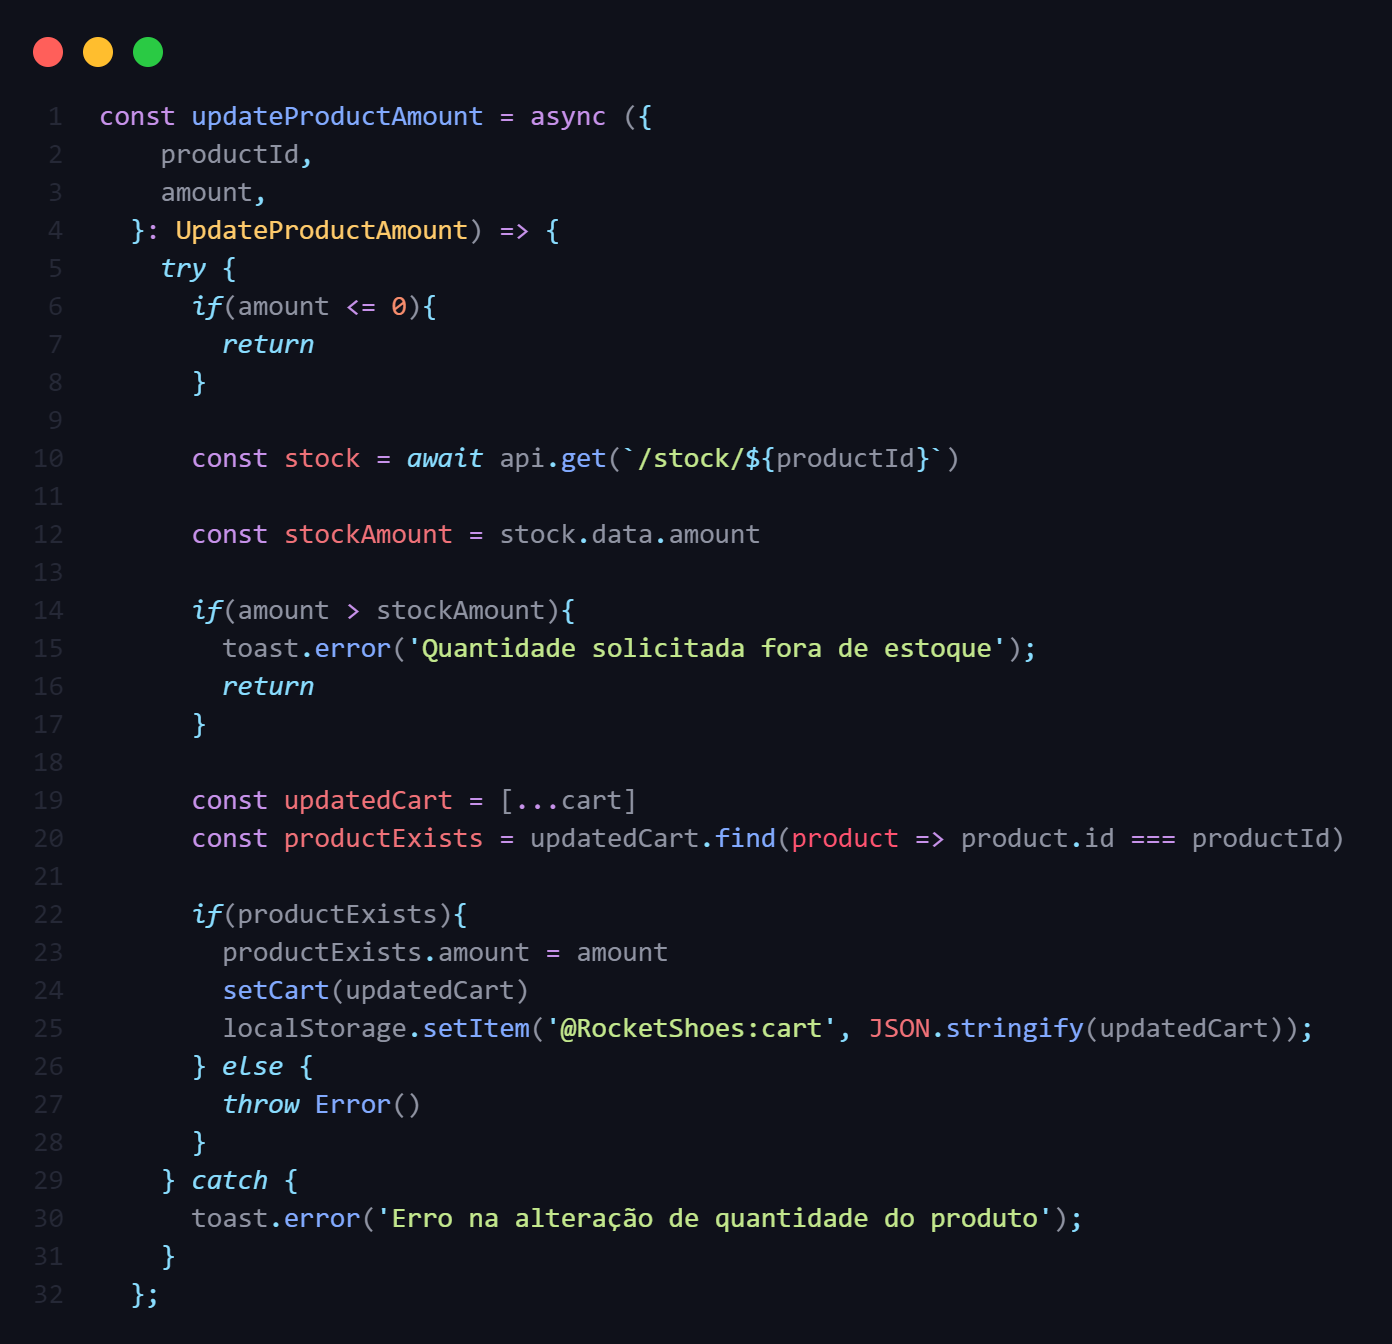 1 const updateProductAmount = async ({
2     productId,
3     amount,
4   }: UpdateProductAmount) => {
5     try {
6       if(amount <= 0){
7         return
8       }
9
10       const stock = await api.get(`/stock/${productId}`)
11
12       const stockAmount = stock.data.amount
13
14       if(amount > stockAmount){
15         toast.error('Quantidade solicitada fora de estoque');
16         return
17       }
18
19       const updatedCart = [...cart]
20       const productExists = updatedCart.find(product => product.id === productId)
21
22       if(productExists){
23         productExists.amount = amount
24         setCart(updatedCart)
25         localStorage.setItem('@RocketShoes:cart', JSON.stringify(updatedCart));
26       } else {
27         throw Error()
28       }
29     } catch {
30       toast.error('Erro na alteração de quantidade do produto');
31     }
32   };